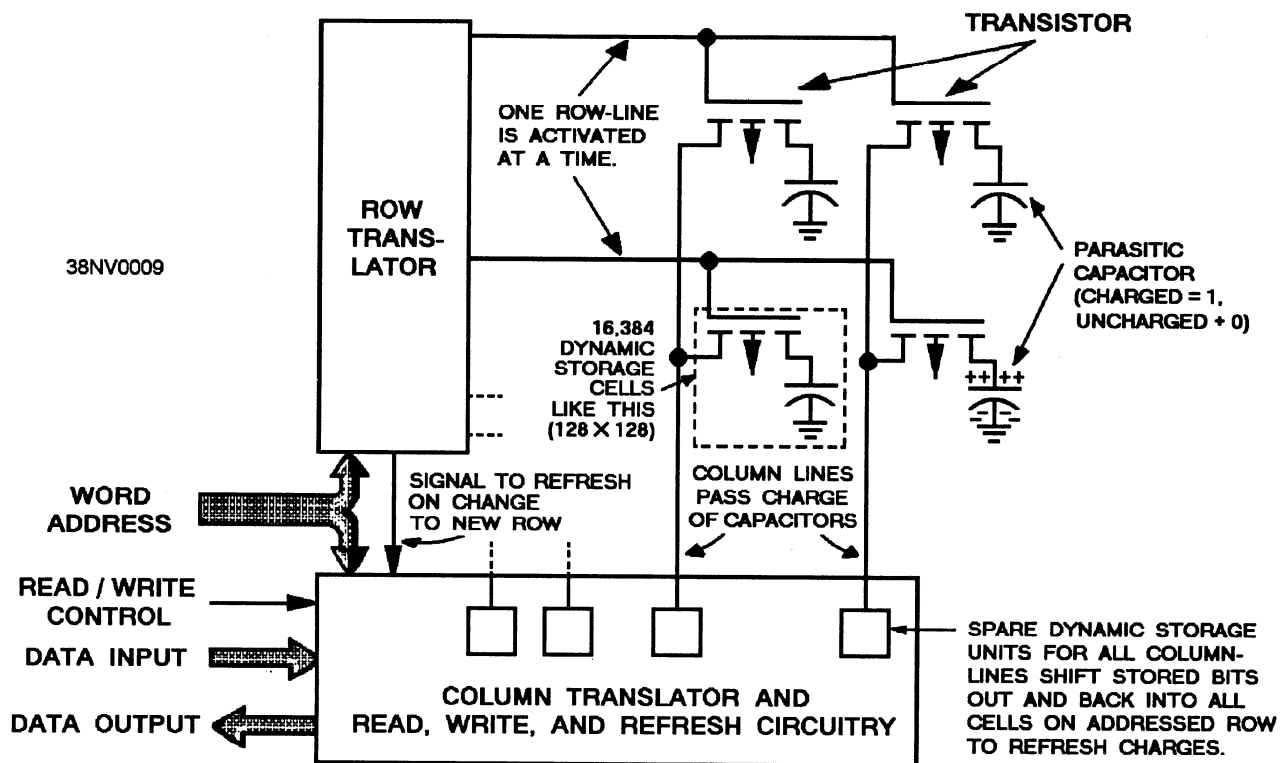 TRANSISTOR
ONE ROW-LINE
IS ACTIVATED
AT A TIME.
ROW
TRANS-
LATOR
38NV0009
PARASITIC
CAPACITOR
(CHARGED = 1,
UNCHARGED + 0)
16,384
DYNAMIC
STORAGE
CELLS
LIKE THIS
(128 X 128)
++ ++
SIGNAL TO REFRESH
ON CHANGE
TO NEW ROW
COLUMN LINES
PASS CHARGE
OF CAPACITORS
WORD
ADDRESS
READ / WRITE
CONTROL
DATA INPUT
DATA OUTPUT
COLUMN TRANSLATOR AND
READ, WRITE, AND REFRESH CIRCUITRY
SPARE DYNAMIC STORAGE
UNITS FOR ALL COLUMN-
LINES SHIFT STORED BITS
OUT AND BACK INTO ALL
CELLS ON ADDRESSED ROW
TO REFRESH CHARGES.